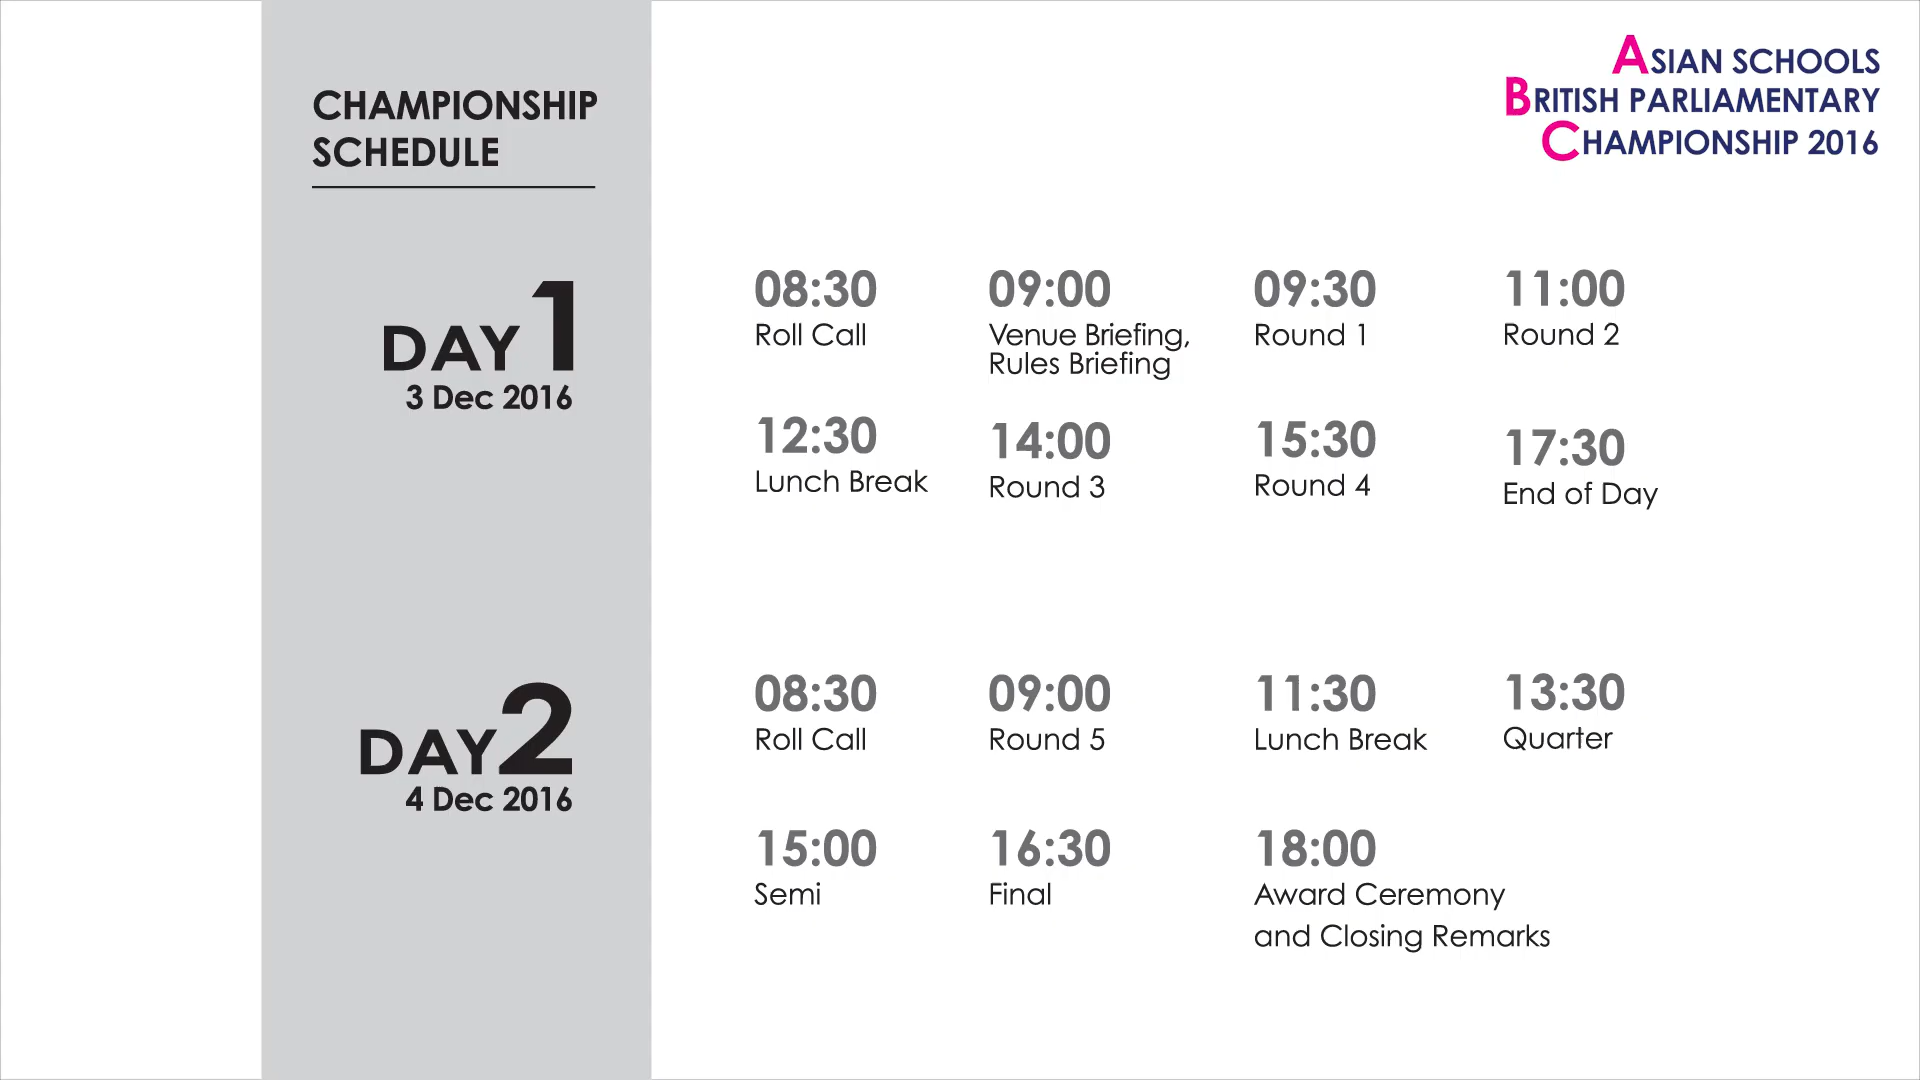 CHAMPIONSHIP
SCHEDULE
ASIAN SCHOOLS
BRITISH PARLIAMENTARY
CHAMPIONSHIP 2016
DAY 1
3 Dec 2016
08:30
Roll Call
09:00
Venue Briefing,
Rules Briefing
09:30
Round 1
11:00
Round 2
12:30
Lunch Break
14:00
Round 3
15:30
Round 4
17:30
End of Day
DAY 2
4 Dec 2016
08:30
Roll Call
09:00
Round 5
11:30
Lunch Break
13:30
Quarter
15:00
Semi
16:30
Final
18:00
Award Ceremony
and Closing Remarks